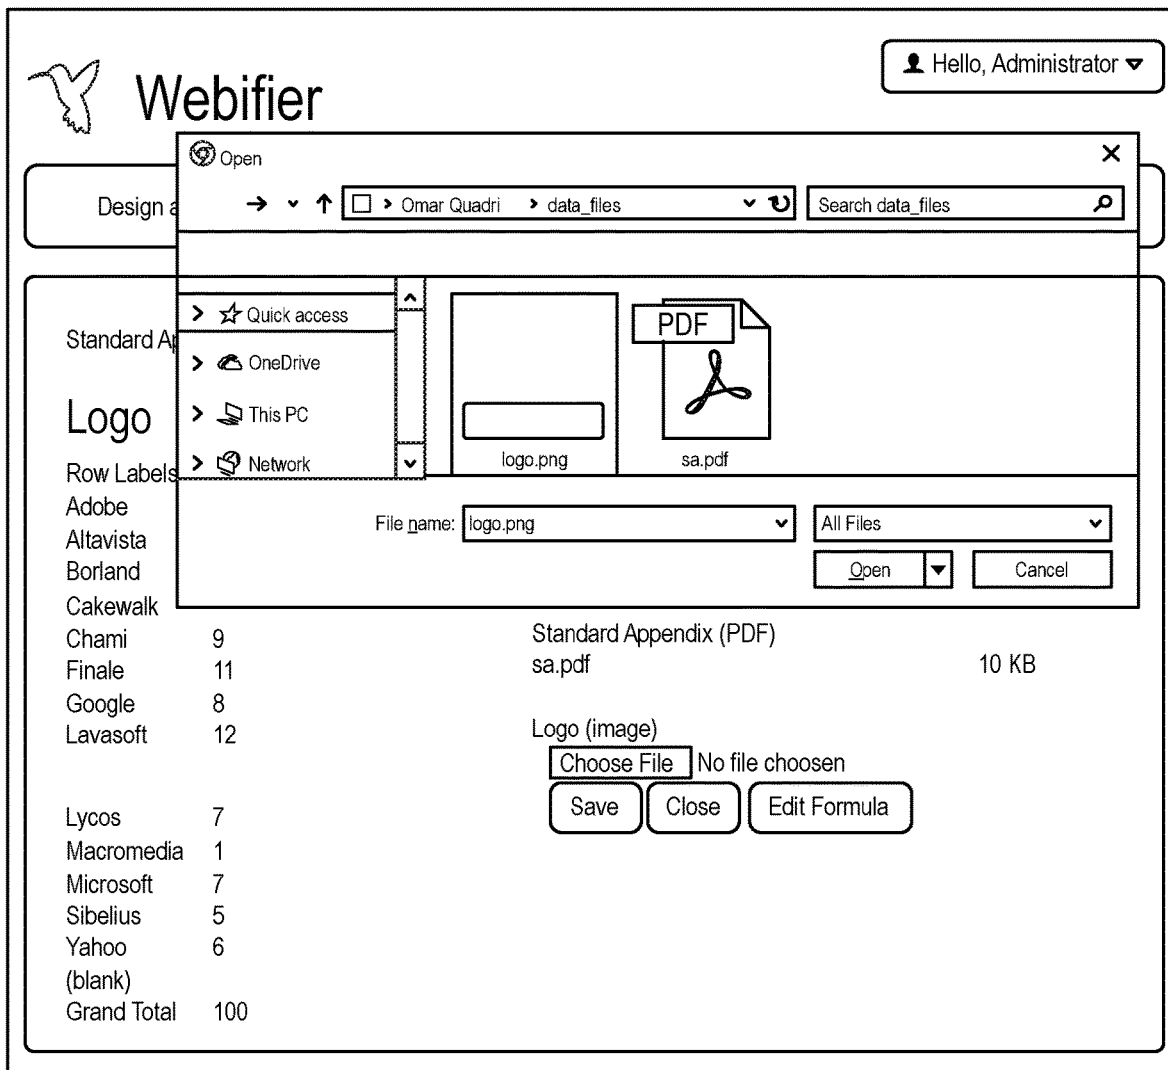 Hello, Administrator
Webifier
Open
Design a
Omar Quadri data_files
Search data_files
Quick access
OneDrive
This PC
Network
PDF
logo.png
sa.pdf
File name: logo.png
All Files
Open
Cancel
Standard Ap
Logo
Row Labels
Adobe
Altavista
Borland
Cakewalk
Chami 9
Finale 11
Google 8
Lavasoft 12
Lycos 7
Macromedia 1
Microsoft 7
Sibelius 5
Yahoo 6
(blank)
Grand Total 100
Standard Appendix (PDF)
sa.pdf 10 KB
Logo (image)
Choose File No file choosen
Save Close Edit Formula